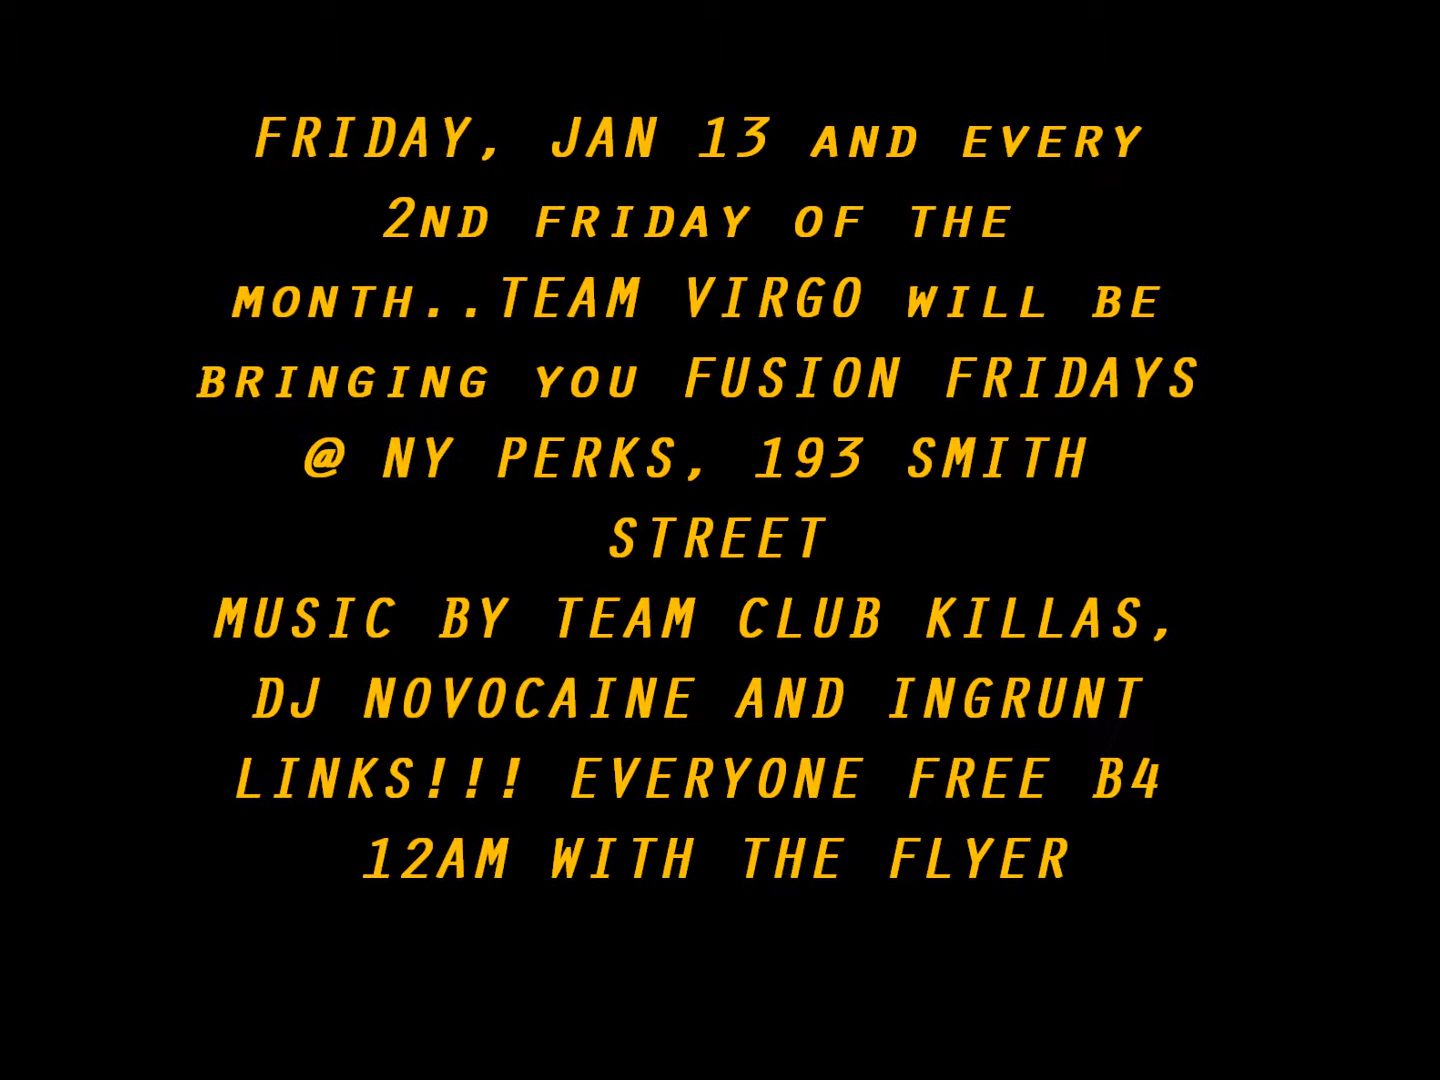 FRIDAY, JAN 13 AND EVERY
2ND FRIDAY OF THE
MONTH..TEAM VIRGO WILL BE
BRINGING YOU FUSION FRIDAYS
@ NY PERKS, 193 SMITH
STREET
MUSIC BY TEAM CLUB KILLAS,
DJ NOVOCAINE AND INGRUNT
LINKS!!! EVERYONE FREE B4
12AM WITH THE FLYER